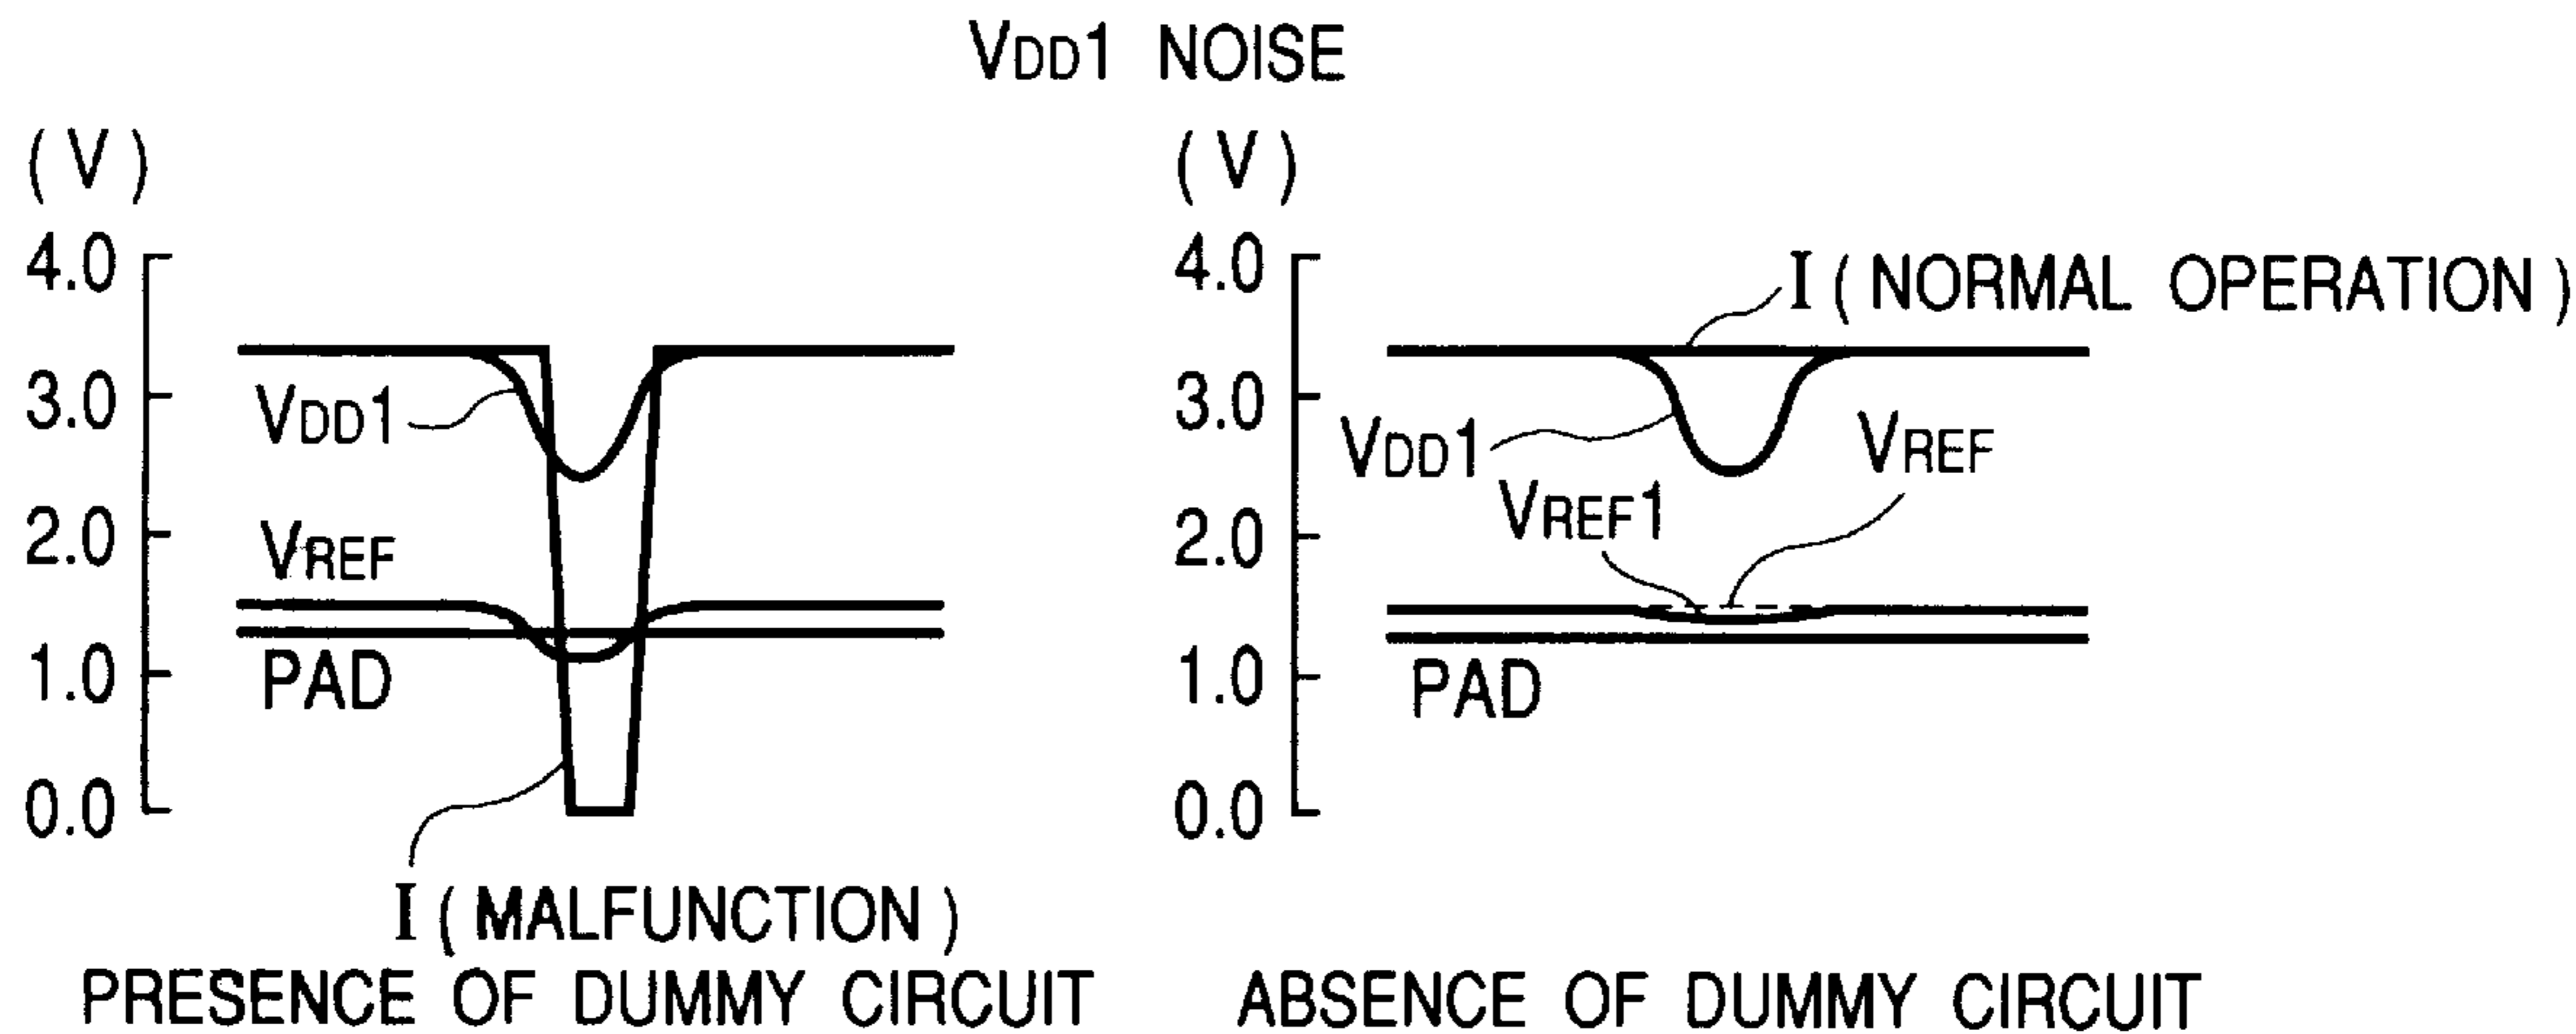 VDD1 NOISE
(V)
4.0
3.0
2.0
1.0
0.0
VDD1
VREF
PAD
I (MALFUNCTION)
PRESENCE OF DUMMY CIRCUIT
(V)
4.0
3.0
2.0
1.0
0.0
I (NORMAL OPERATION)
VDD1
VREF
VREF1
PAD
ABSENCE OF DUMMY CIRCUIT